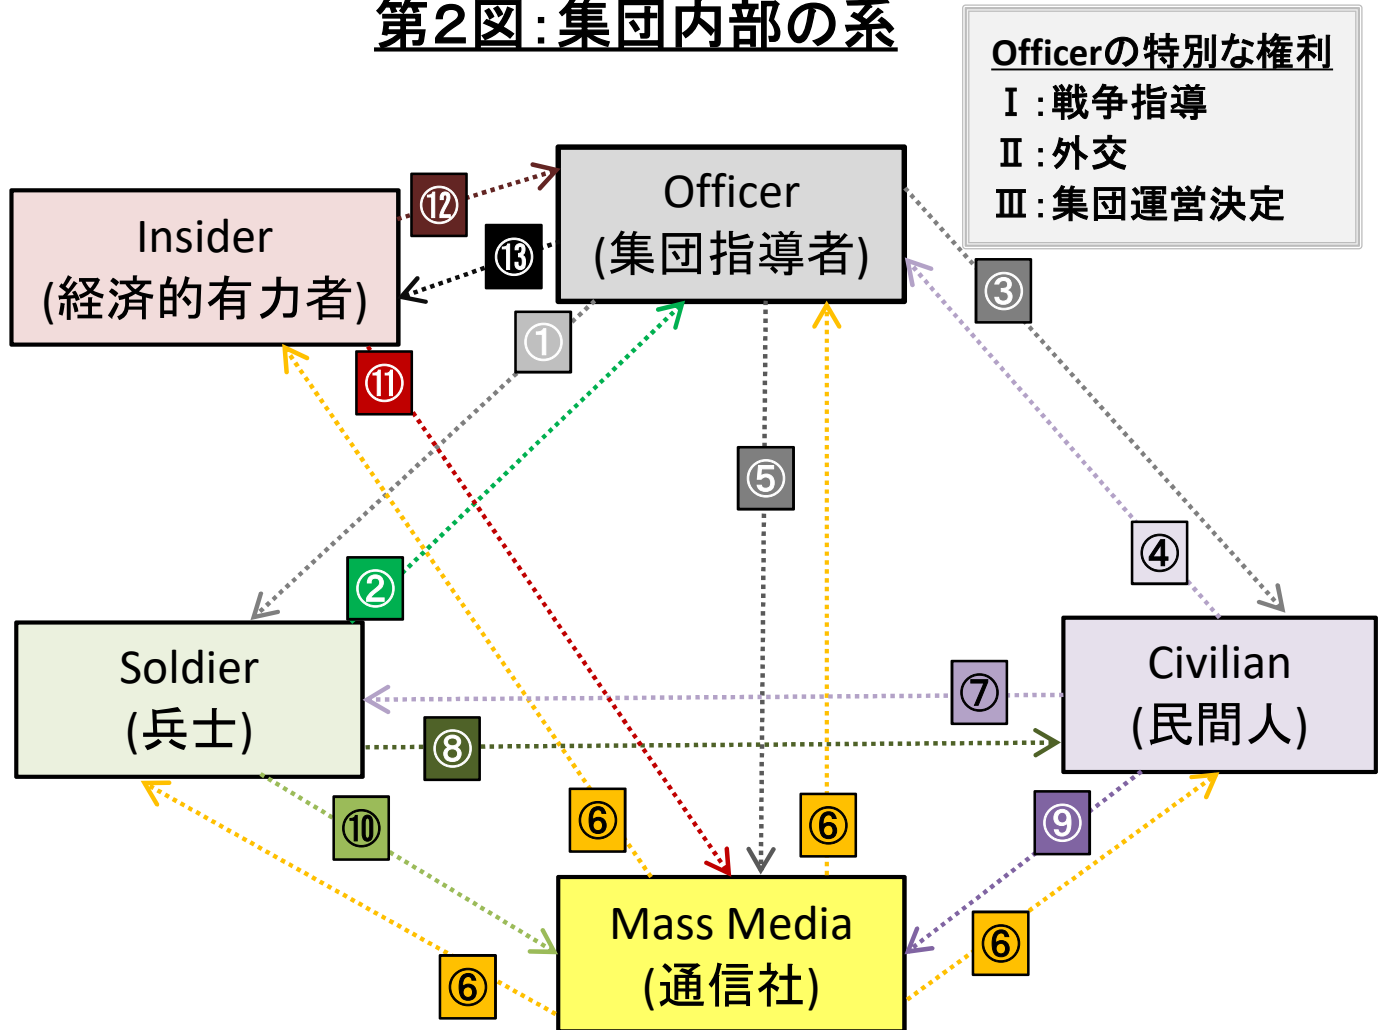 第２図：集団内部の系
Officerの特別な権利
Ⅰ：戦争指導
Ⅱ：外交
Ⅲ：集団運営決定
Officer
(集団指導者)
Insider
(経済的有力者)
⑫
⑬
③
①
⑪
⑤
④
②
Soldier
(兵士)
Civilian
(民間人)
⑦
⑧
⑩
⑥
⑥
⑨
Mass Media
(通信社)
⑥
⑥